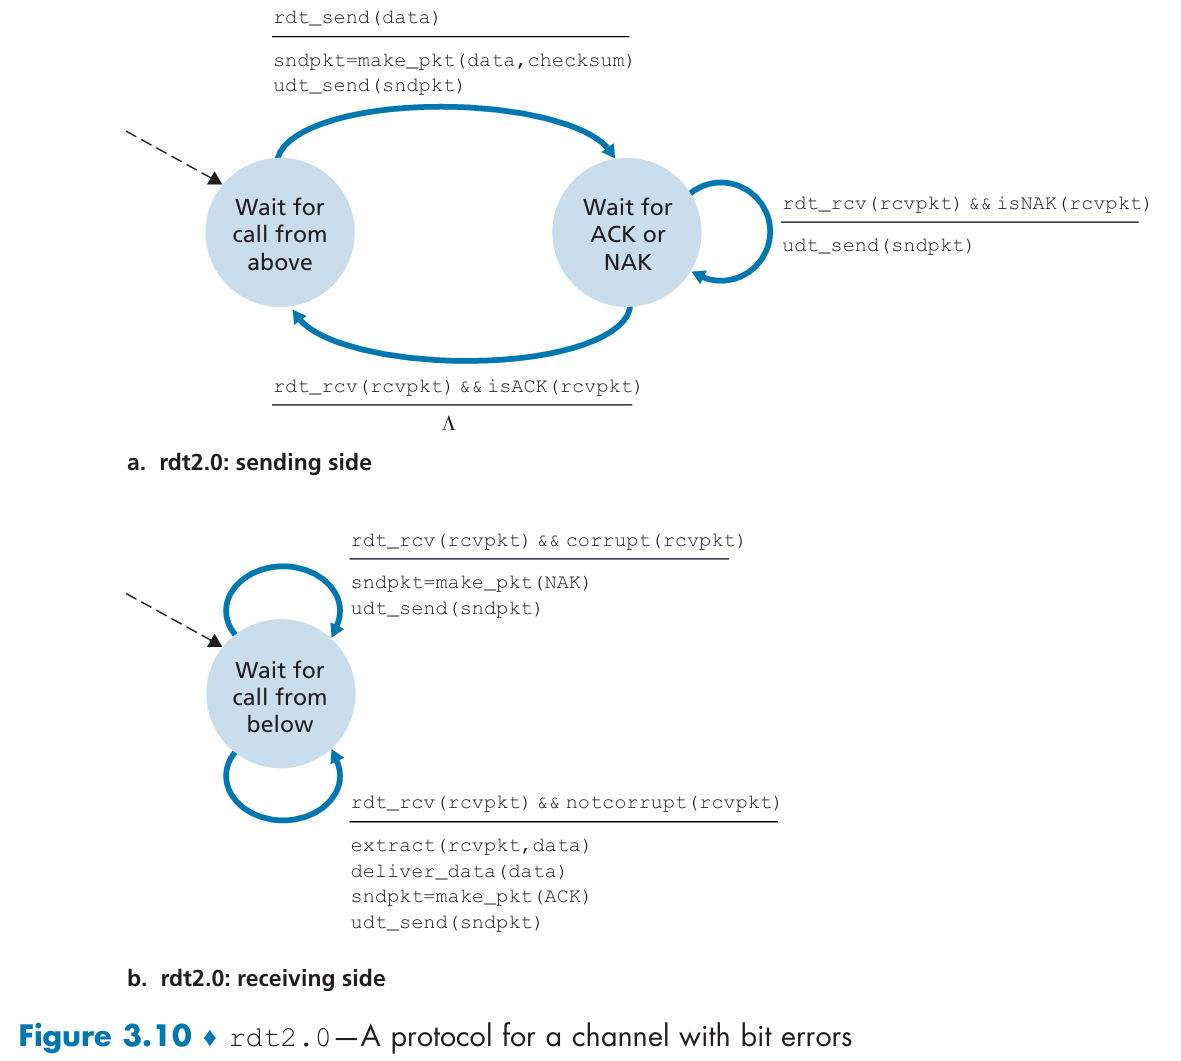 rdt_send(data)
sndpkt=make_pkt(data,checksum)
udt_send(sndpkt)
Wait for
call from
above
Wait for
ACK or
NAK
rdt_rcv(rcvpkt) && isNAK(rcvpkt)
udt_send(sndpkt)
rdt_rcv(rcvpkt) && isACK(rcvpkt)
Λ
a. rdt2.0: sending side
rdt_rcv(rcvpkt) && corrupt(rcvpkt)
sndpkt=make_pkt(NAK)
udt_send(sndpkt)
Wait for
call from
below
rdt_rcv(rcvpkt) && notcorrupt(rcvpkt)
extract(rcvpkt,data)
deliver_data(data)
sndpkt=make_pkt(ACK)
udt_send(sndpkt)
b. rdt2.0: receiving side
Figure 3.10 ♦ rdt2.0—A protocol for a channel with bit errors